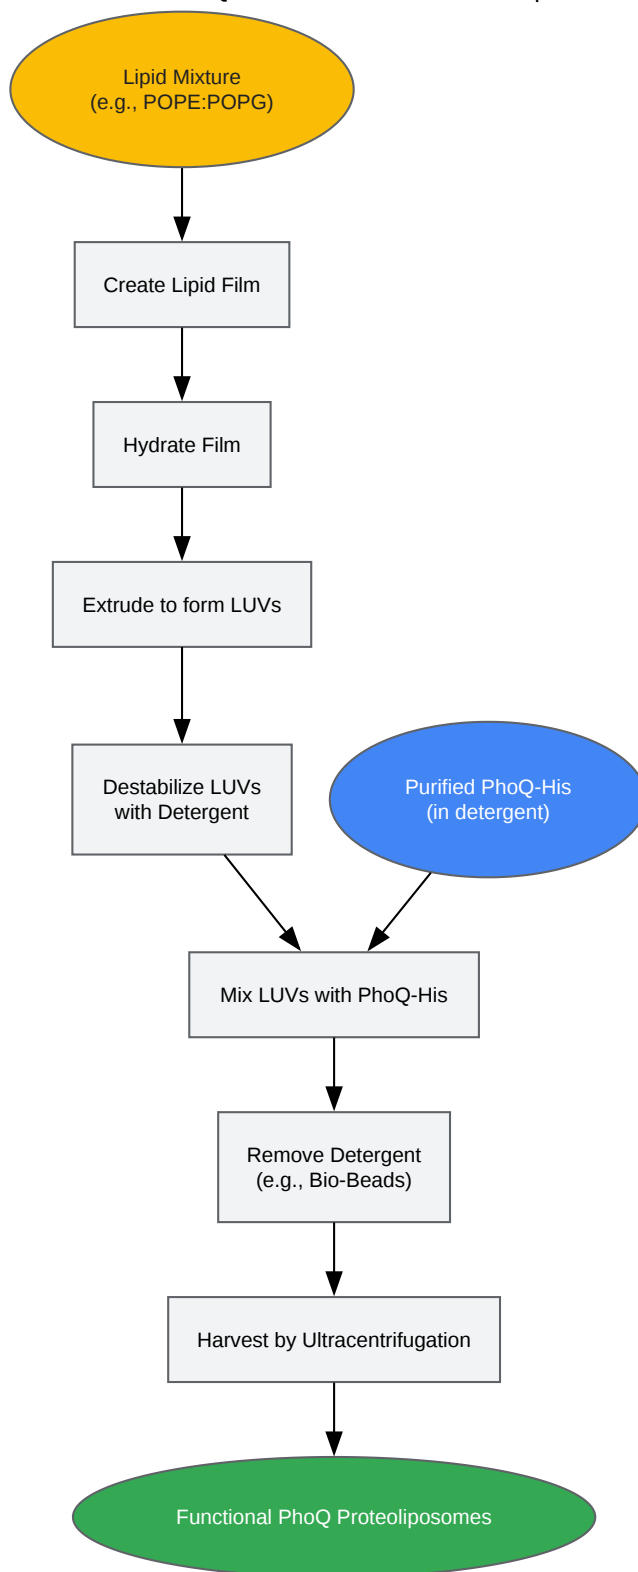 Lipid Mixture
(e.g., POPE:POPG)
Create Lipid Film
Hydrate Film
Extrude to form LUVs
Destabilize LUVs
with Detergent
Purified PhoQ-His
(in detergent)
Mix LUVs with PhoQ-His
Remove Detergent
(e.g., Bio-Beads)
Harvest by Ultracentrifugation
Functional PhoQ Proteoliposomes